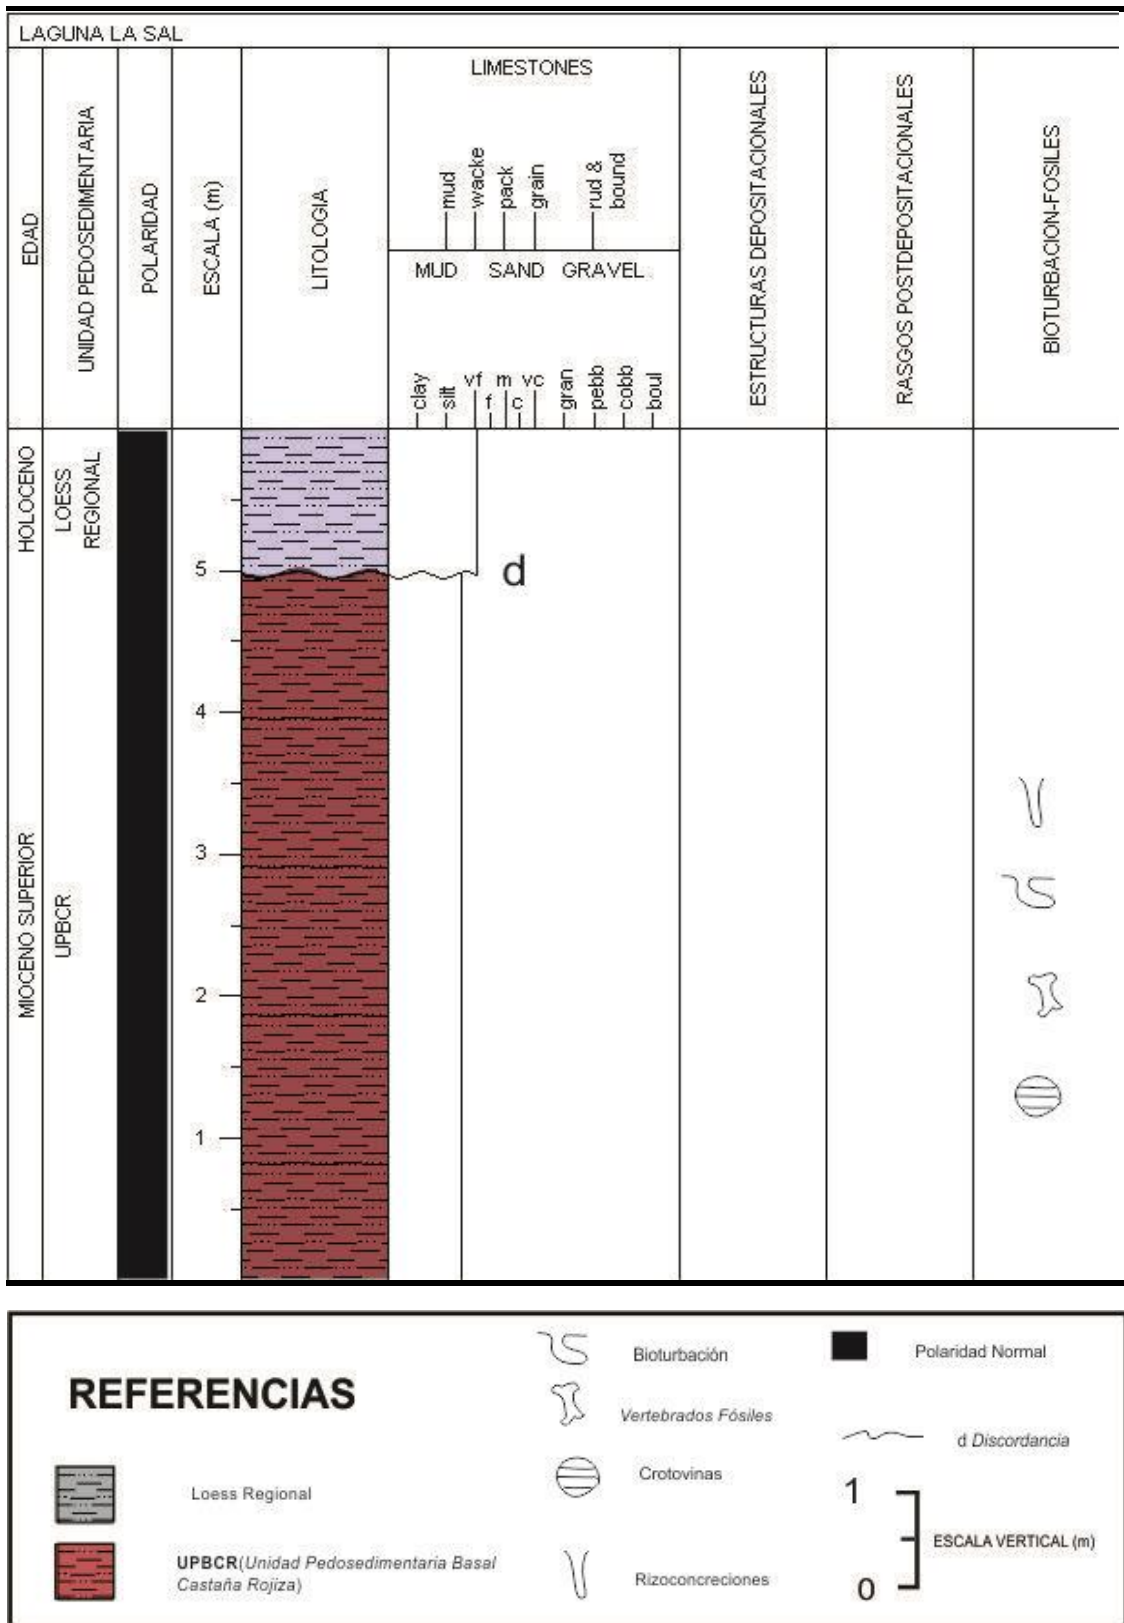 LAGUNA LA SAL
EDAD
UNIDAD PEDOSEDIMENTARIA
POLARIDAD
ESCALA (m)
LITOLOGIA
LIMESTONES
mud
wacke
pack
grain
rud &
bound
MUD SAND GRAVEL
clay
silt
vf
f
m
c
vc
gran
pebb
cobb
boul
ESTRUCTURAS DEPOSITACIONALES
RASGOS POSTDEPOSITACIONALES
BIOTURBACION-FOSILES
HOLOCENO
LOESS
REGIONAL
5
d
4
3
MIOCENO SUPERIOR
UPBCR
2
1
REFERENCIAS
Loess Regional
UPBCR(Unidad Pedosedimentaria Basal
Castaña Rojiza)
Bioturbación
Vertebrados Fósiles
Crotovinas
Rizoconcreciones
Polaridad Normal
d Discordancia
1
ESCALA VERTICAL (m)
0